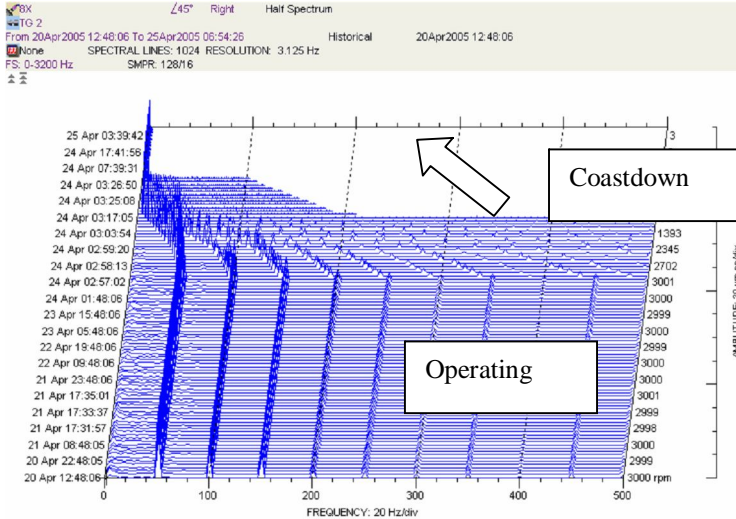 8X ∠45° Right Half Spectrum
TG 2
From 20Apr2005 12:48:06 To 25Apr2005 06:54:26 Historical 20Apr2005 12:48:06
None SPECTRAL LINES: 1024 RESOLUTION: 3.125 Hz
FS: 0-3200 Hz SMPR: 128/16
25 Apr 03:39:42 3
24 Apr 17:41:56
24 Apr 07:39:31
Coastdown
24 Apr 03:26:50
24 Apr 03:25:08
24 Apr 03:17:05
24 Apr 03:03:54 1393
24 Apr 02:59:20 2345
24 Apr 02:58:13 2702
24 Apr 02:57:02 3001
24 Apr 01:48:06 3000
23 Apr 15:48:06 2999
23 Apr 05:48:06 3000
22 Apr 19:48:06
22 Apr 09:48:06
Operating
21 Apr 23:48:06 3000
21 Apr 17:35:01 3001
21 Apr 17:33:37 2999
21 Apr 17:31:57 2998
21 Apr 08:48:05 3000
20 Apr 22:48:05 2999
20 Apr 12:48:06 3000 rpm
0 100 200 300 400 500
FREQUENCY: 20 Hz/div